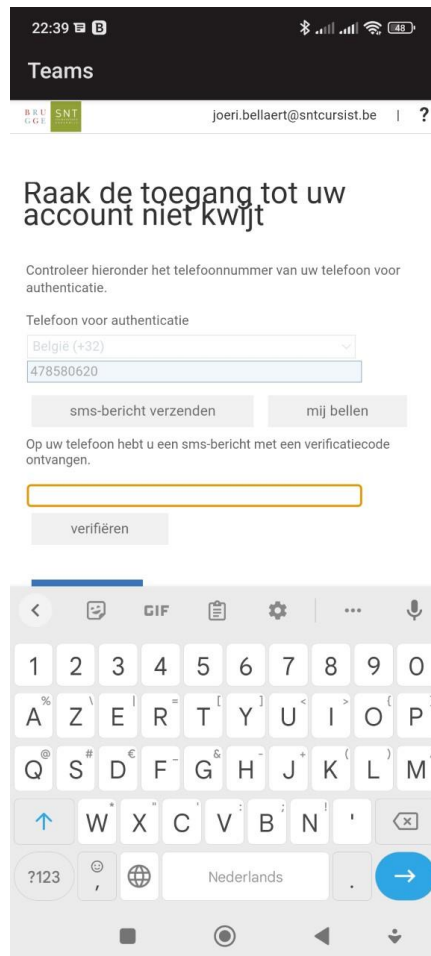 22:39 B 48
Teams
BRU SNT joeri.bellaert@sntcursist.be | ?
GGE
Raak de toegang tot uw
account niet kwijt
Controleer hieronder het telefoonnummer van uw telefoon voor
authenticatie.
Telefoon voor authenticatie
België (+32)
478580620
sms-bericht verzenden mij bellen
Op uw telefoon hebt u een sms-bericht met een verificatiecode
ontvangen.
verifiëren
GIF
1 2 3 4 5 6 7 8 9 0
% \ | = [ ] < > { }
A Z E R T Y U I O P
@ # € - & - + ( )
Q S D F G H J K L M
* " ' : ; !
W X C V B N '
?123 , Nederlands .